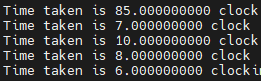 Time taken is 85.000000000 clock
Time taken is 7.000000000 clock
Time taken is 10.000000000 clock
Time taken is 8.000000000 clock
Time taken is 6.000000000 clock